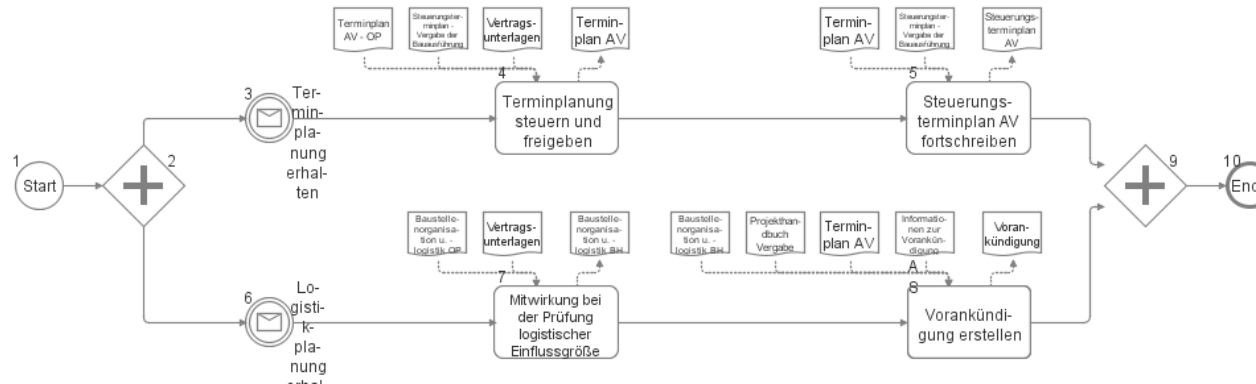 Terminplan
AV - OP
Steuerungster-
minplan -
Vergabe der
Bauausführung
Vertrags-
unterlagen
Termin-
plan AV
Termin-
plan AV
Steuerungster-
minplan -
Vergabe der
Bauausführung
Steuerungs-
terminplan
AV
3
Ter-
min-
pla-
nung
erhal-
ten
4
Terminplanung
steuern und
freigeben
5
Steuerungs-
terminplan AV
fortschreiben
1
Start
2
9
10
End
Baustelle-
norganisa-
tion u. -
logistik OP
Vertrags-
unterlagen
Baustelle-
norganisa-
tion u. -
logistik BH
Baustelle-
norganisa-
tion u. -
logistik BH
Projekthan-
dbuch
Vergabe
Termin-
plan AV
Informatio-
nen zur
Vorankün-
digung
Voran-
kündigung
6
Lo-
gisti-
k-
pla-
nung
erhal-
7
Mitwirkung bei
der Prüfung
logistischer
Einflussgröße
A
8
Vorankündi-
gung erstellen